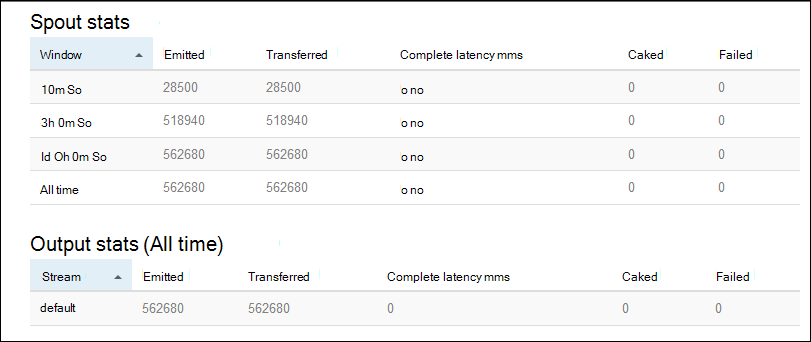 Spout stats
Window Emitted Transferred Complete latency mms Caked Failed
10m So 28500 28500 o no 0 0
3h 0m So 518940 518940 o no 0 0
Id Oh 0m So 562680 562680 o no 0 0
All time 562680 562680 o no 0 0
Output stats (All time)
Stream Emitted Transferred Complete latency mms Caked Failed
default 562680 562680 0 0 0